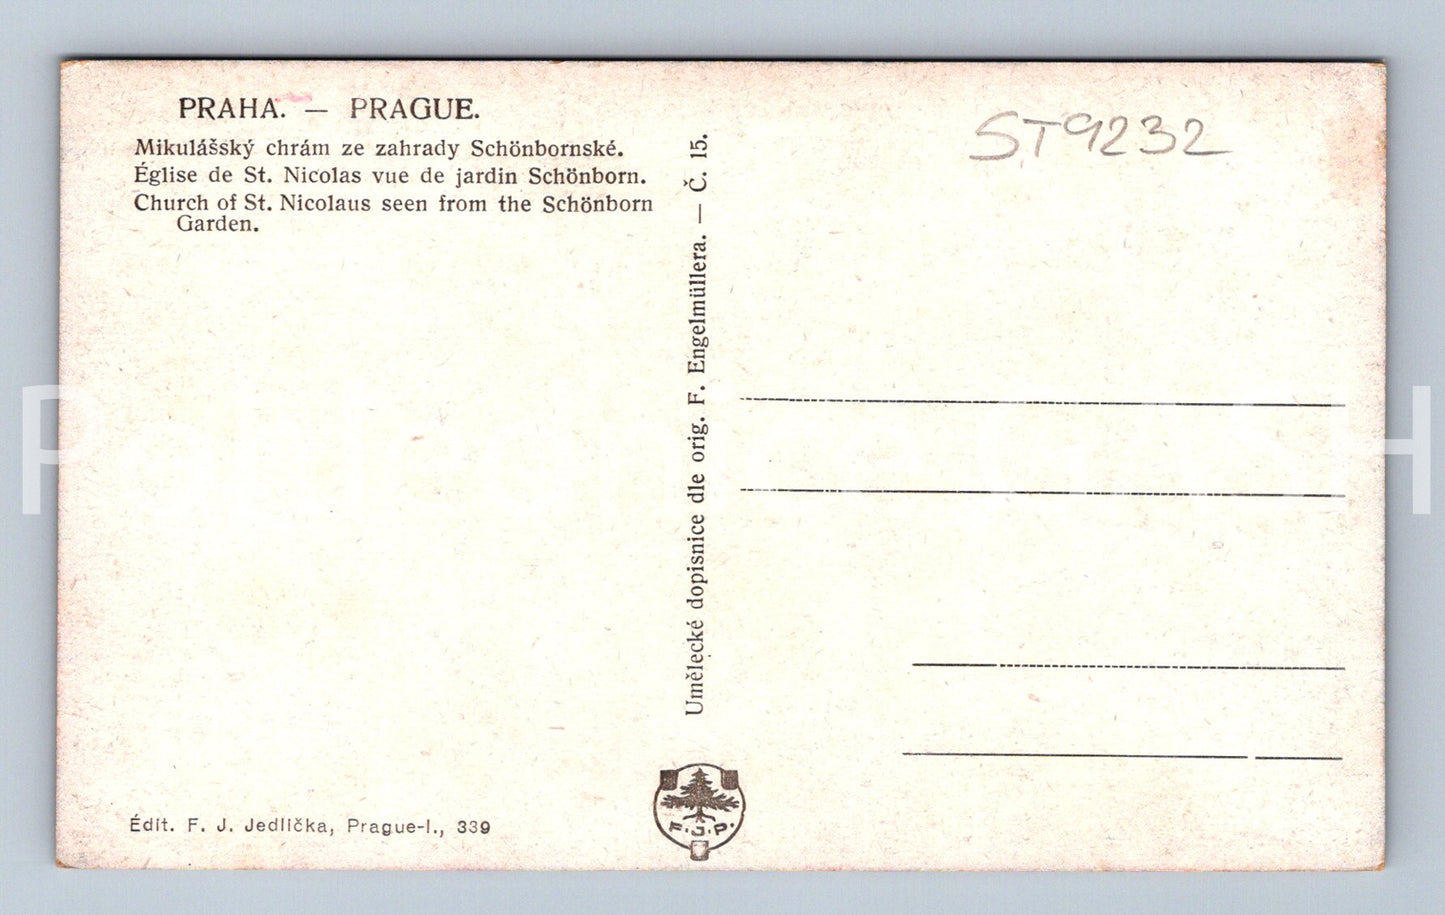 PRAHA. — PRAGUE.
Mikulášský chrám ze zahrady Schönbornské.
Église de St. Nicolas vue de jardin Schönborn.
Church of St. Nicolaus seen from the Schönborn
Garden.
Umělecké dopisnice dle orig. F. Engelmüllera. — Č. 15.
ST9232
Édit. F. J. Jedlička, Prague-I., 339
F.J.P.